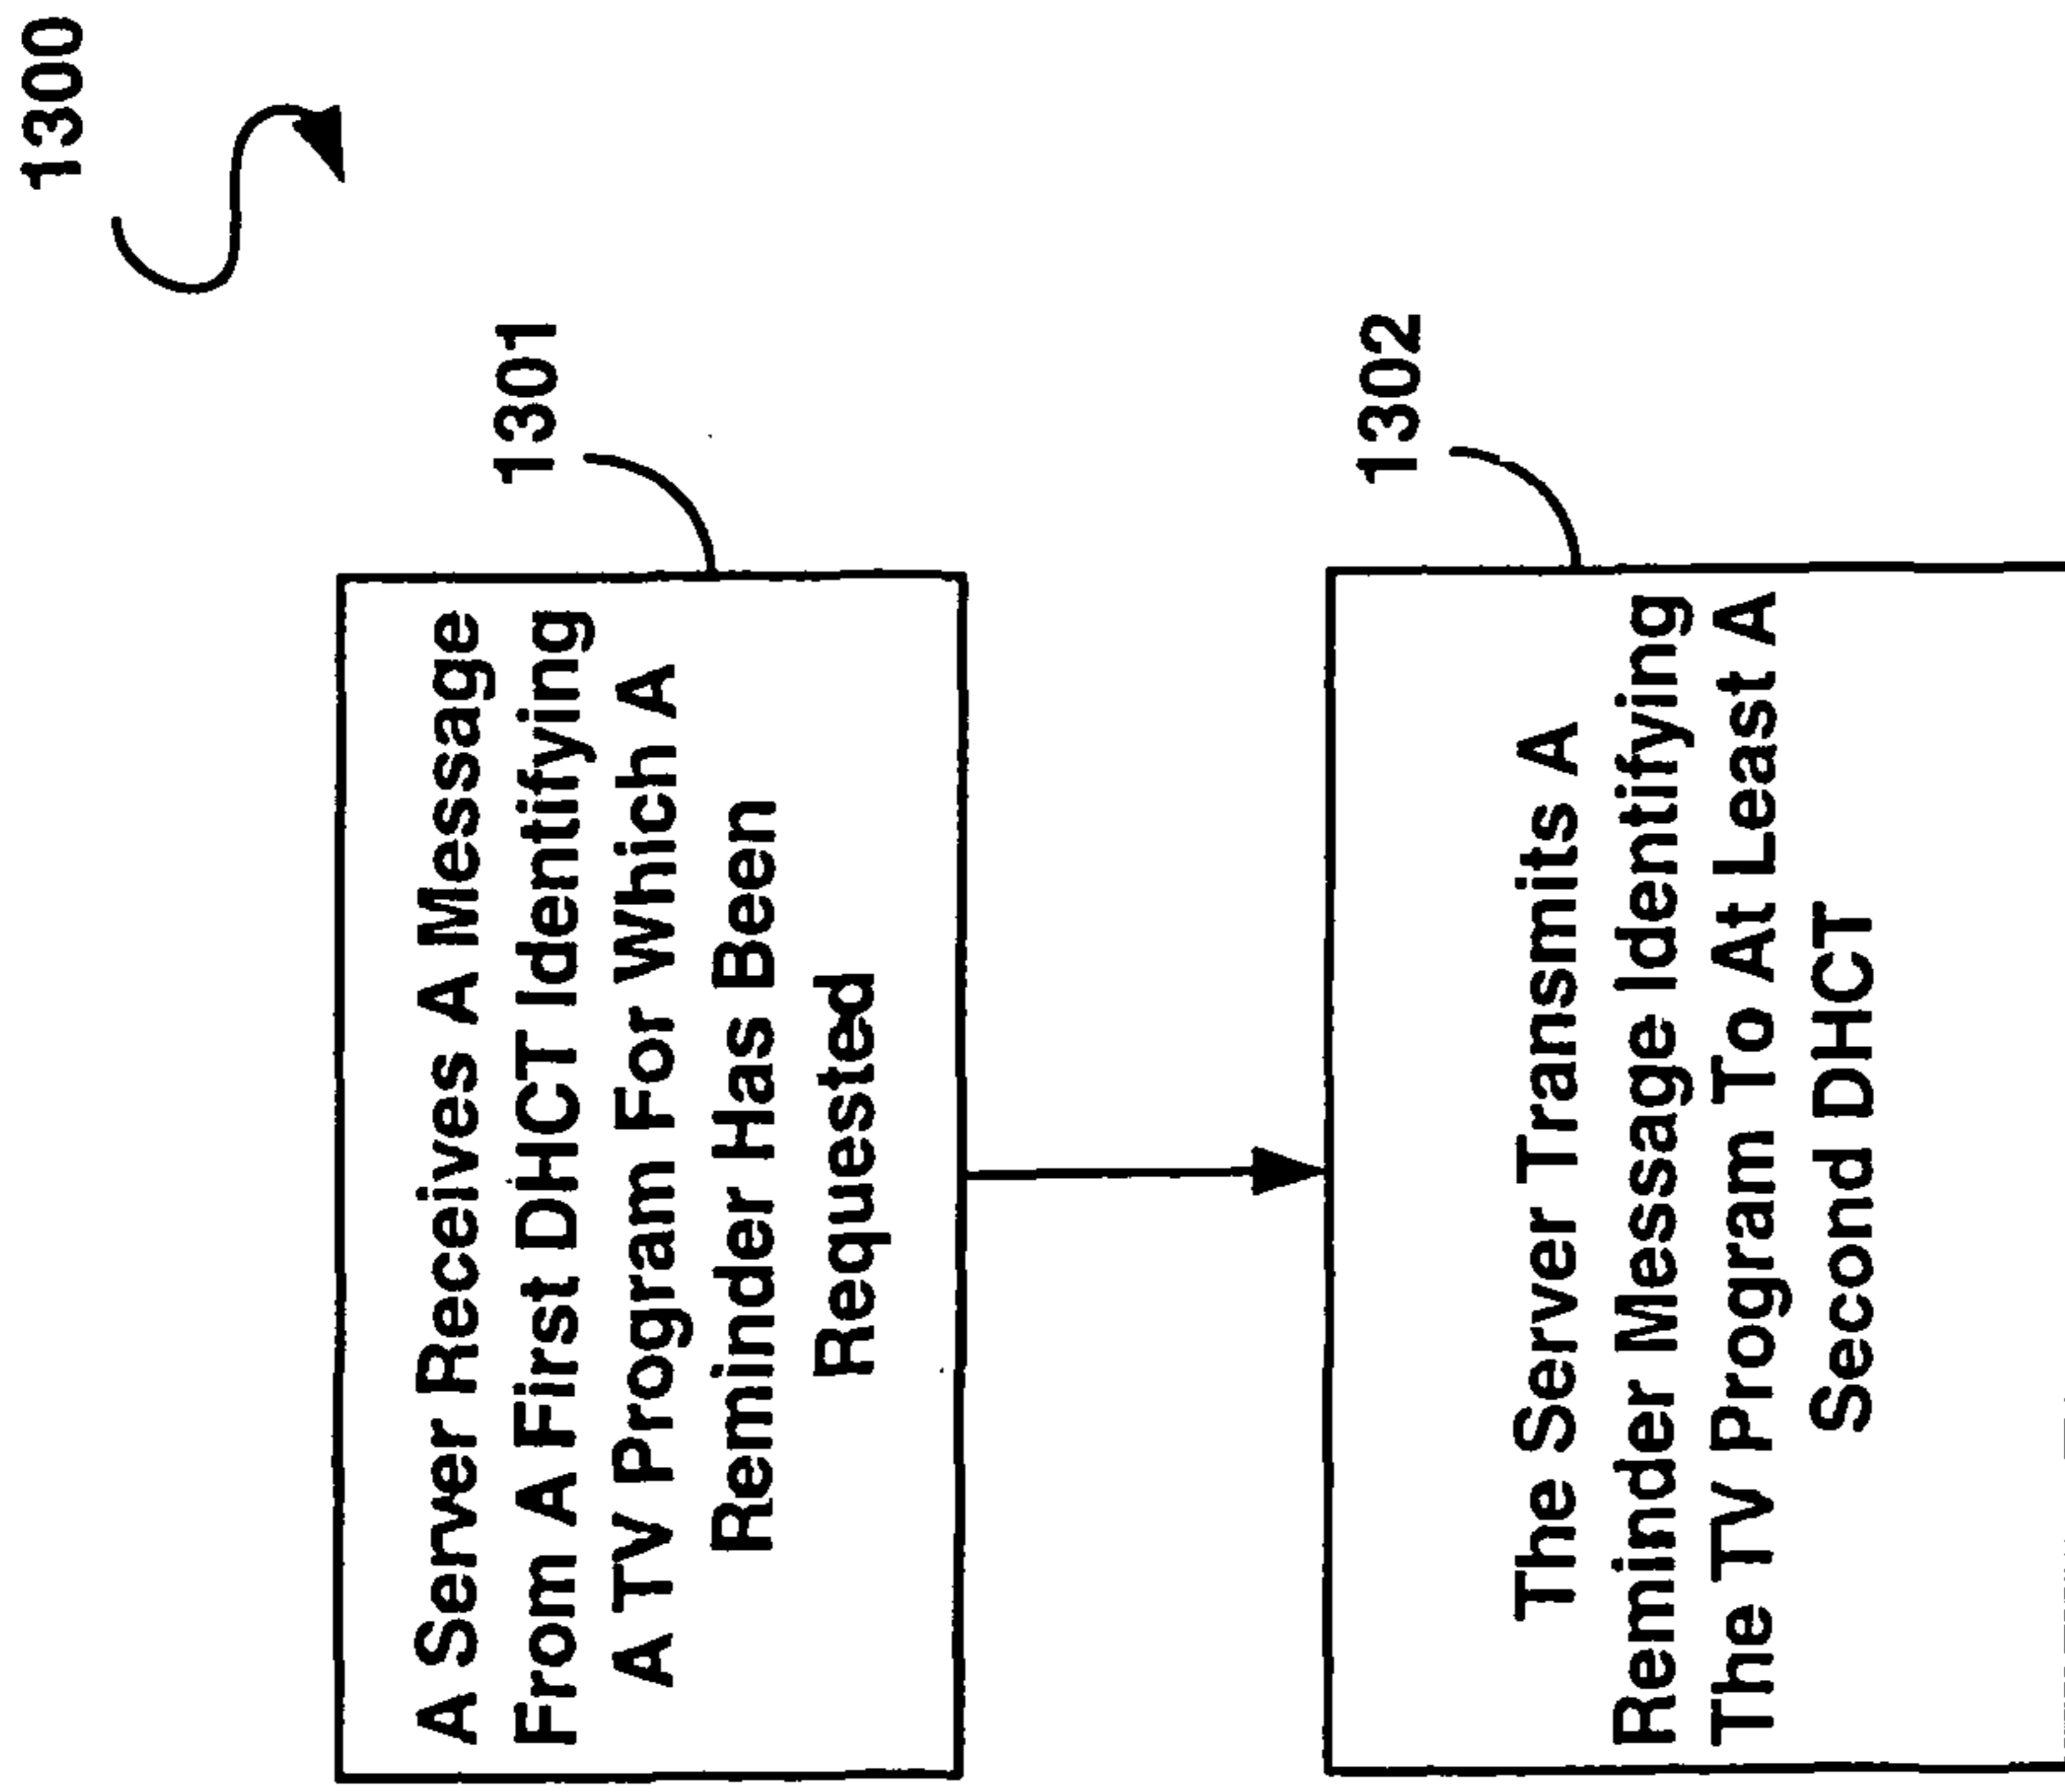 1300
1301
A Server Receives A Message
From A First DHCT Identifying
A TV Program For Which A
Reminder Has Been
Requested
1302
The Server Transmits A
Reminder Message Identifying
The TV Program To At Least A
Second DHCT